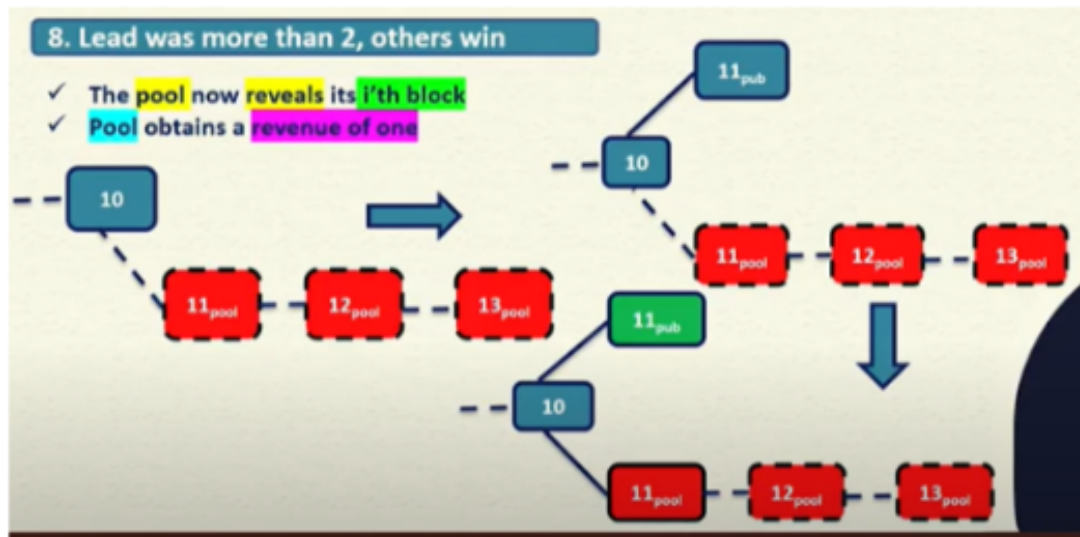 8. Lead was more than 2, others win
✓ The pool now reveals its i'th block
✓ Pool obtains a revenue of one
11pub
10
11pool 12pool 13pool
10
11pool 12pool 13pool
11pub
10
11pool 12pool 13pool